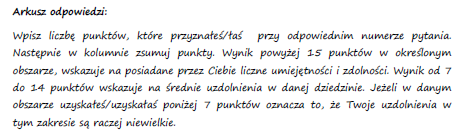 Arkusz odpowiedzi:
Wpisz liczbę punktów, które przyznałeś/łaś przy odpowiednim numerze pytania.
Następnie w kolumnie zsumuj punkty. Wynik powyżej 15 punktów w określonym
obszarze, wskazuje na posiadane przez Ciebie liczne umiejętności i zdolności. Wynik od 7
do 14 punktów wskazuje na średnie uzdolnienia w danej dziedzinie. Jeżeli w danym
obszarze uzyskałeś/uzyskałaś poniżej 7 punktów oznacza to, że Twoje uzdolnienia w
tym zakresie są raczej niewielkie.